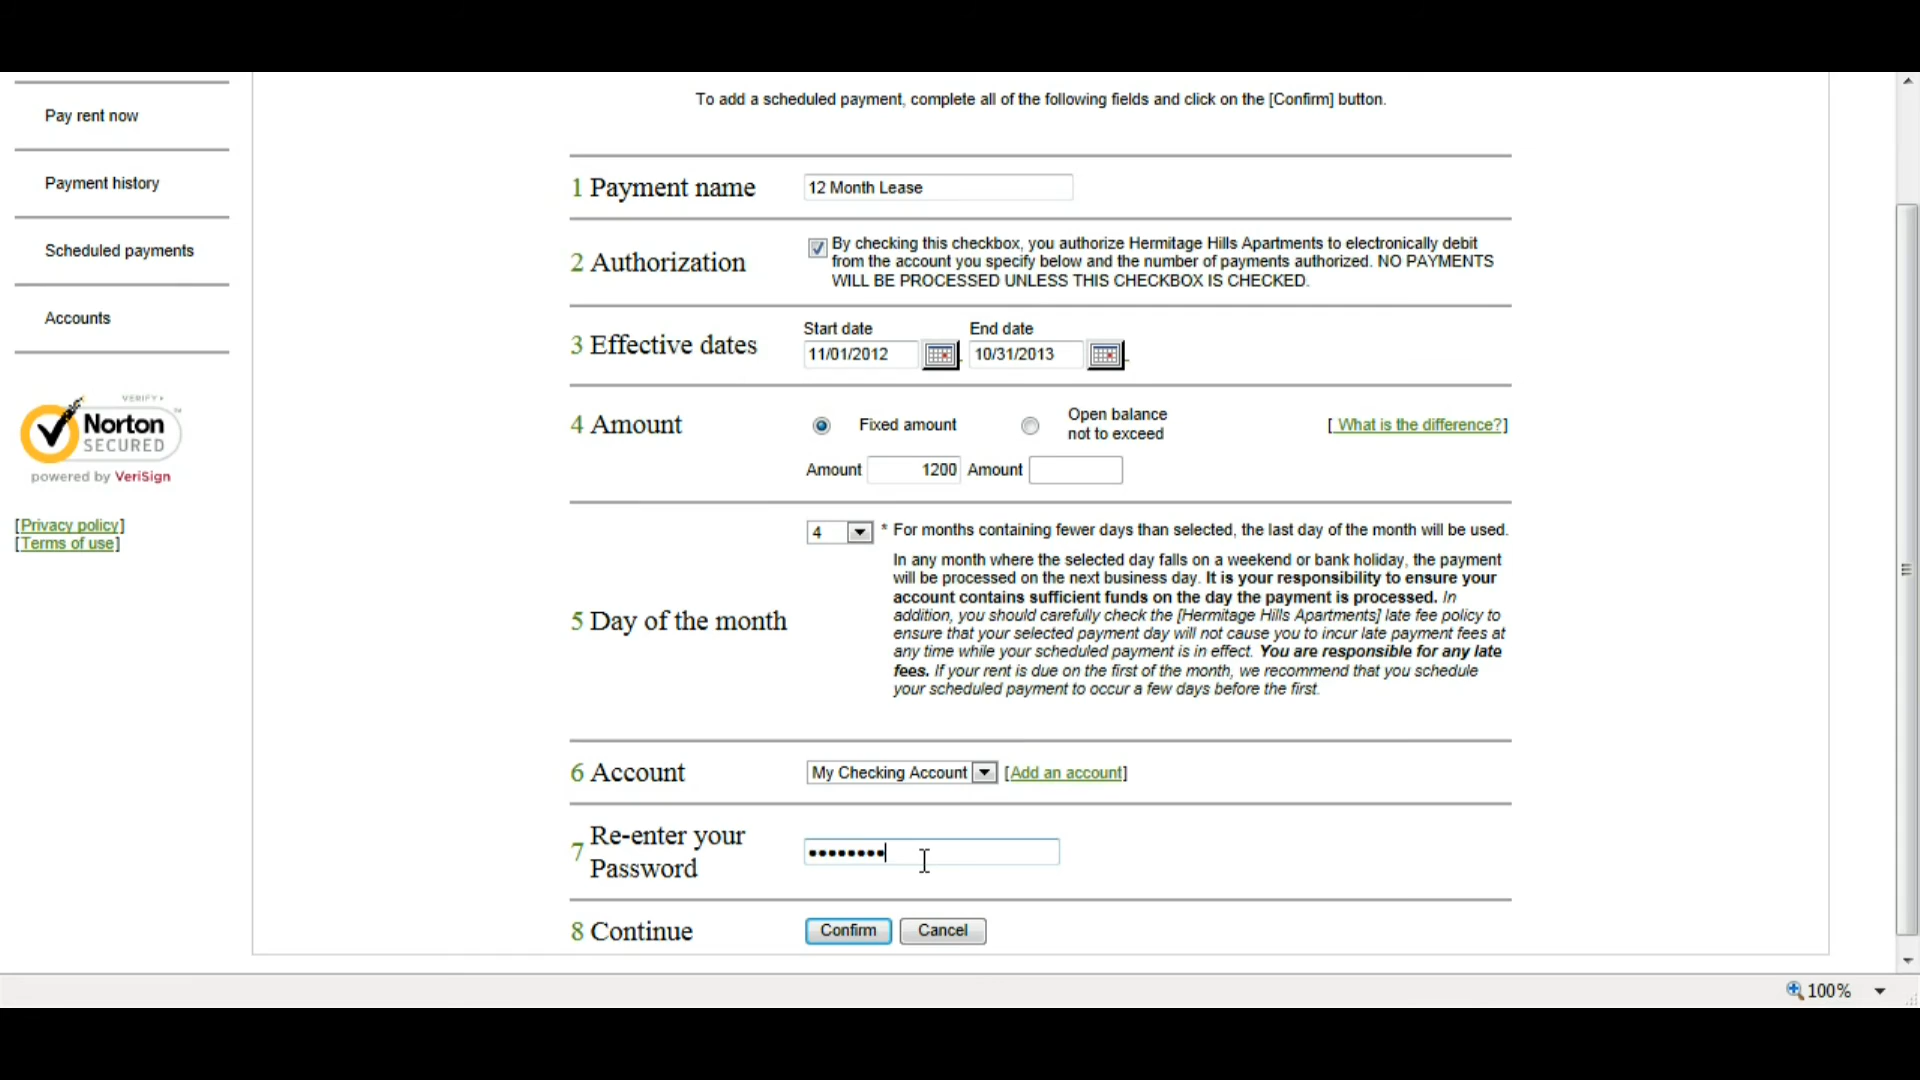 Pay rent now
Payment history
Scheduled payments
Accounts
VERIFY
Norton
SECURED
™
powered by VeriSign
[Privacy policy]
[Terms of use]
To add a scheduled payment, complete all of the following fields and click on the [Confirm] button.
1 Payment name
12 Month Lease
2 Authorization
By checking this checkbox, you authorize Hermitage Hills Apartments to electronically debit
from the account you specify below and the number of payments authorized. NO PAYMENTS
WILL BE PROCESSED UNLESS THIS CHECKBOX IS CHECKED.
3 Effective dates
Start date End date
11/01/2012 10/31/2013
4 Amount
Fixed amount
Open balance
not to exceed
[ What is the difference?]
Amount 1200 Amount
5 Day of the month
4 * For months containing fewer days than selected, the last day of the month will be used.
In any month where the selected day falls on a weekend or bank holiday, the payment
will be processed on the next business day. It is your responsibility to ensure your
account contains sufficient funds on the day the payment is processed. In
addition, you should carefully check the [Hermitage Hills Apartments] late fee policy to
ensure that your selected payment day will not cause you to incur late payment fees at
any time while your scheduled payment is in effect. You are responsible for any late
fees. If your rent is due on the first of the month, we recommend that you schedule
your scheduled payment to occur a few days before the first.
6 Account
My Checking Account [Add an account]
7 Re-enter your
Password
••••••••
8 Continue
Confirm Cancel
100%